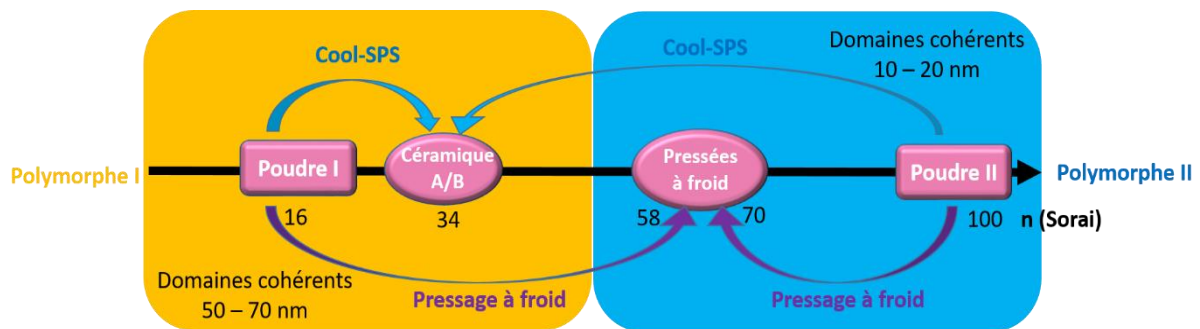 Cool-SPS
Cool-SPS
Domaines cohérents
10 – 20 nm
Polymorphe I
Poudre I
Céramique
A/B
Pressées
à froid
Poudre II
Polymorphe II
16
34
58
70
100
n (Sorai)
Domaines cohérents
50 – 70 nm
Pressage à froid
Pressage à froid